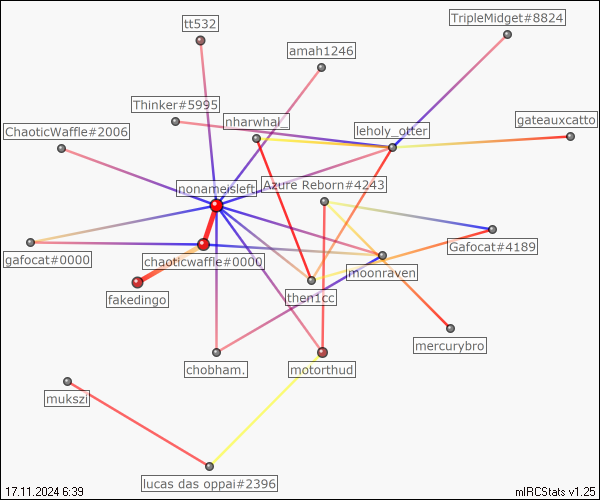 tt532
TripleMidget#8824
amah1246
Thinker#5995
nharwhal_
gateauxcatto
ChaoticWaffle#2006
leholy_otter
nonameisleft
Azure Reborn#4243
Gafocat#4189
gafocat#0000
chaoticwaffle#0000
moonraven
fakedingo
then1cc
mercurybro
chobham.
motorthud
mukszi
lucas das oppai#2396
17.11.2024 6:39
mIRCStats v1.25